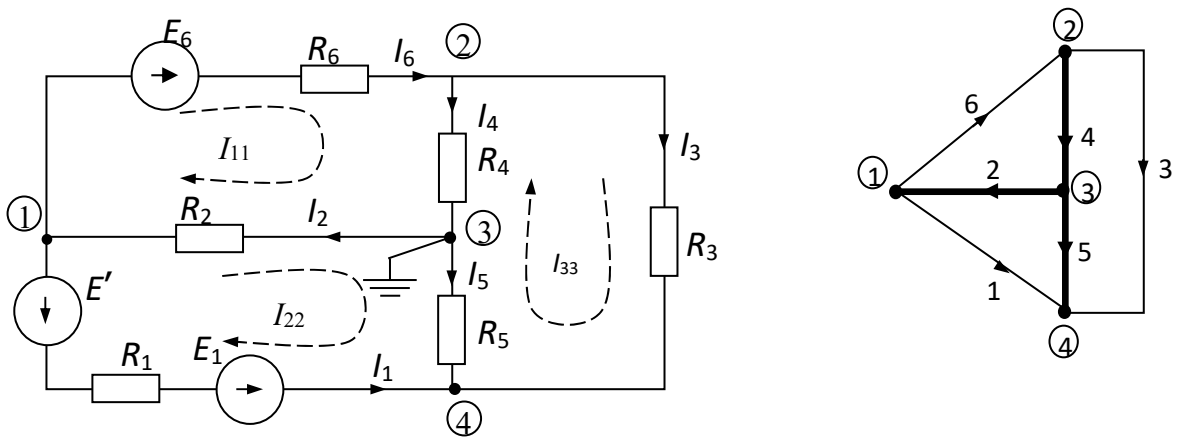 E₆
R₆
I₆
②
I₄
I₁₁
R₄
I₃
①
R₂
I₂
③
R₃
E′
I₅
I₃₃
I₂₂
R₅
R₁
E₁
I₁
④
②
6
4
①
2
③
3
5
1
④